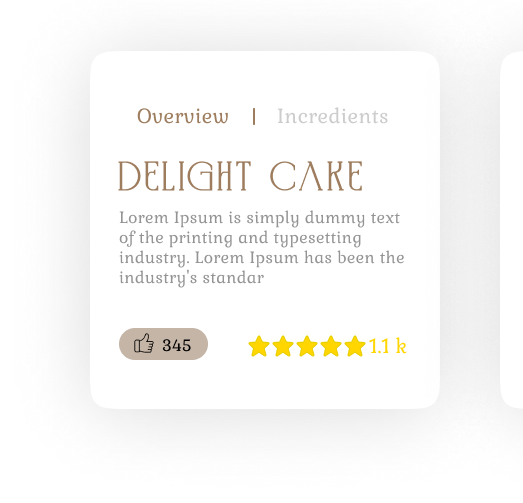 Overview | Incredients
DELIGHT CAKE
Lorem Ipsum is simply dummy text
of the printing and typesetting
industry. Lorem Ipsum has been the
industry's standar
345
1.1 k